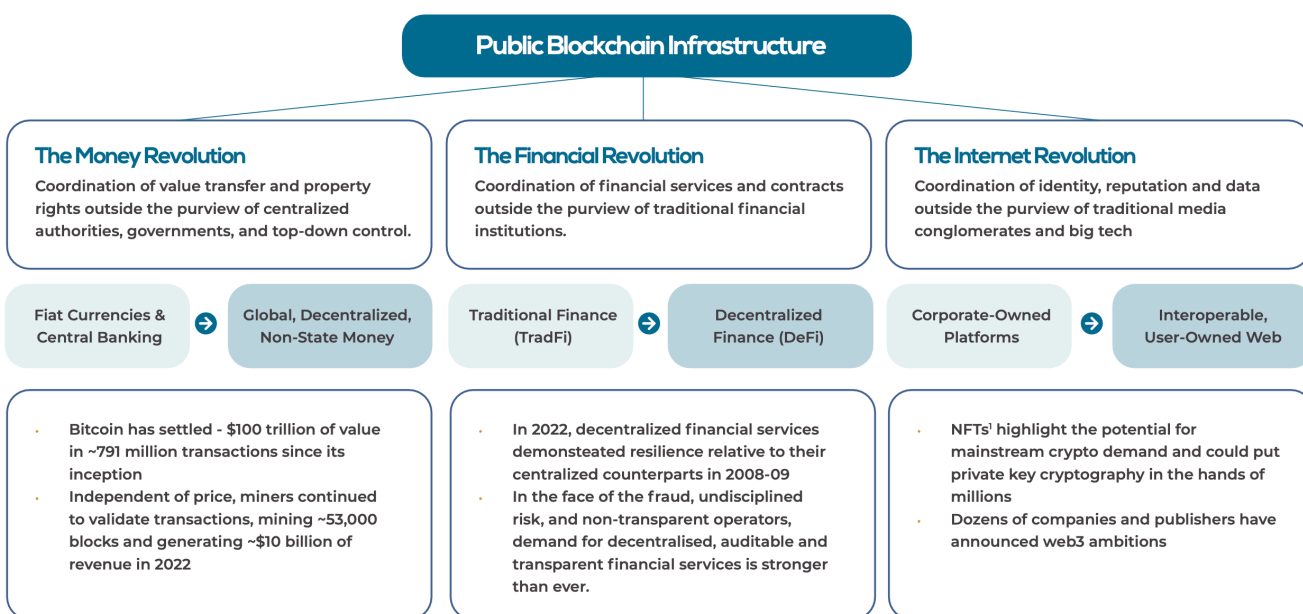 Public Blockchain Infrastructure
The Money Revolution
Coordination of value transfer and property
rights outside the purview of centralized
authorities, governments, and top-down control.
The Financial Revolution
Coordination of financial services and contracts
outside the purview of traditional financial
institutions.
The Internet Revolution
Coordination of identity, reputation and data
outside the purview of traditional media
conglomerates and big tech
Fiat Currencies &
Central Banking
Global, Decentralized,
Non-State Money
Traditional Finance
(TradFi)
Decentralized
Finance (DeFi)
Corporate-Owned
Platforms
Interoperable,
User-Owned Web
· Bitcoin has settled - $100 trillion of value
in ~791 million transactions since its
inception
· Independent of price, miners continued
to validate transactions, mining ~53,000
blocks and generating ~$10 billion of
revenue in 2022
· In 2022, decentralized financial services
demonsteated resilience relative to their
centralized counterparts in 2008-09
· In the face of the fraud, undisciplined
risk, and non-transparent operators,
demand for decentralised, auditable and
transparent financial services is stronger
than ever.
· NFTs¹ highlight the potential for
mainstream crypto demand and could put
private key cryptography in the hands of
millions
· Dozens of companies and publishers have
announced web3 ambitions